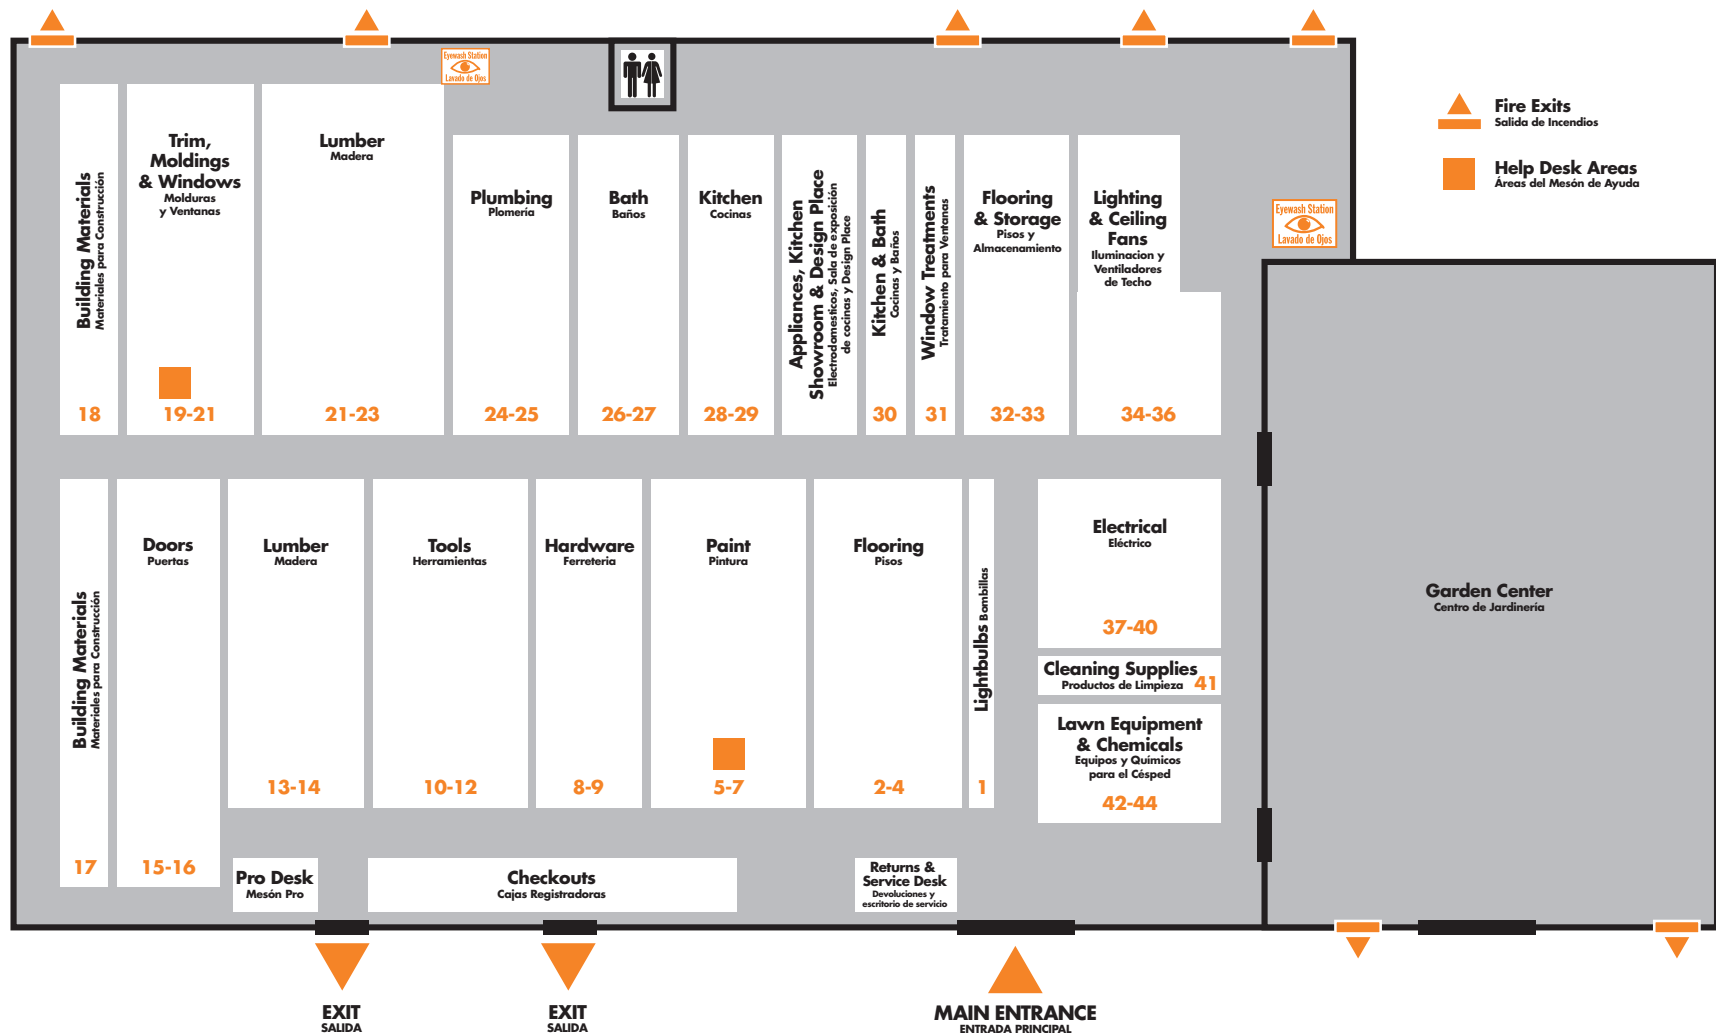 Eyewash Station
Lavado de Ojos
Fire Exits
Salida de Incendios
Help Desk Areas
Áreas del Mesón de Ayuda
Eyewash Station
Lavado de Ojos
Building Materials
Materiales para Construcción
18
Trim,
Moldings
& Windows
Molduras
y Ventanas
19-21
Lumber
Madera
21-23
Plumbing
Plomería
24-25
Bath
Baños
26-27
Kitchen
Cocinas
28-29
Appliances, Kitchen
Showroom & Design Place
Electrodomesticos, Sala de exposición
de cocinas y Design Place
Kitchen & Bath
Cocinas y Baños
30
Window Treatments
Tratamiento para Ventanas
31
Flooring
& Storage
Pisos y
Almacenamiento
32-33
Lighting
& Ceiling
Fans
Iluminacion y
Ventiladores
de Techo
34-36
Building Materials
Materiales para Construcción
17
Doors
Puertas
15-16
Lumber
Madera
13-14
Tools
Herramientas
10-12
Hardware
Ferreteria
8-9
Paint
Pintura
5-7
Flooring
Pisos
2-4
Lightbulbs Bombillas
1
Electrical
Eléctrico
37-40
Cleaning Supplies
Productos de Limpieza 41
Lawn Equipment
& Chemicals
Equipos y Químicos
para el Césped
42-44
Garden Center
Centro de Jardinería
Pro Desk
Mesón Pro
Checkouts
Cajas Registradoras
Returns &
Service Desk
Devoluciones y
escritorio de servicio
EXIT
SALIDA
EXIT
SALIDA
MAIN ENTRANCE
ENTRADA PRINCIPAL